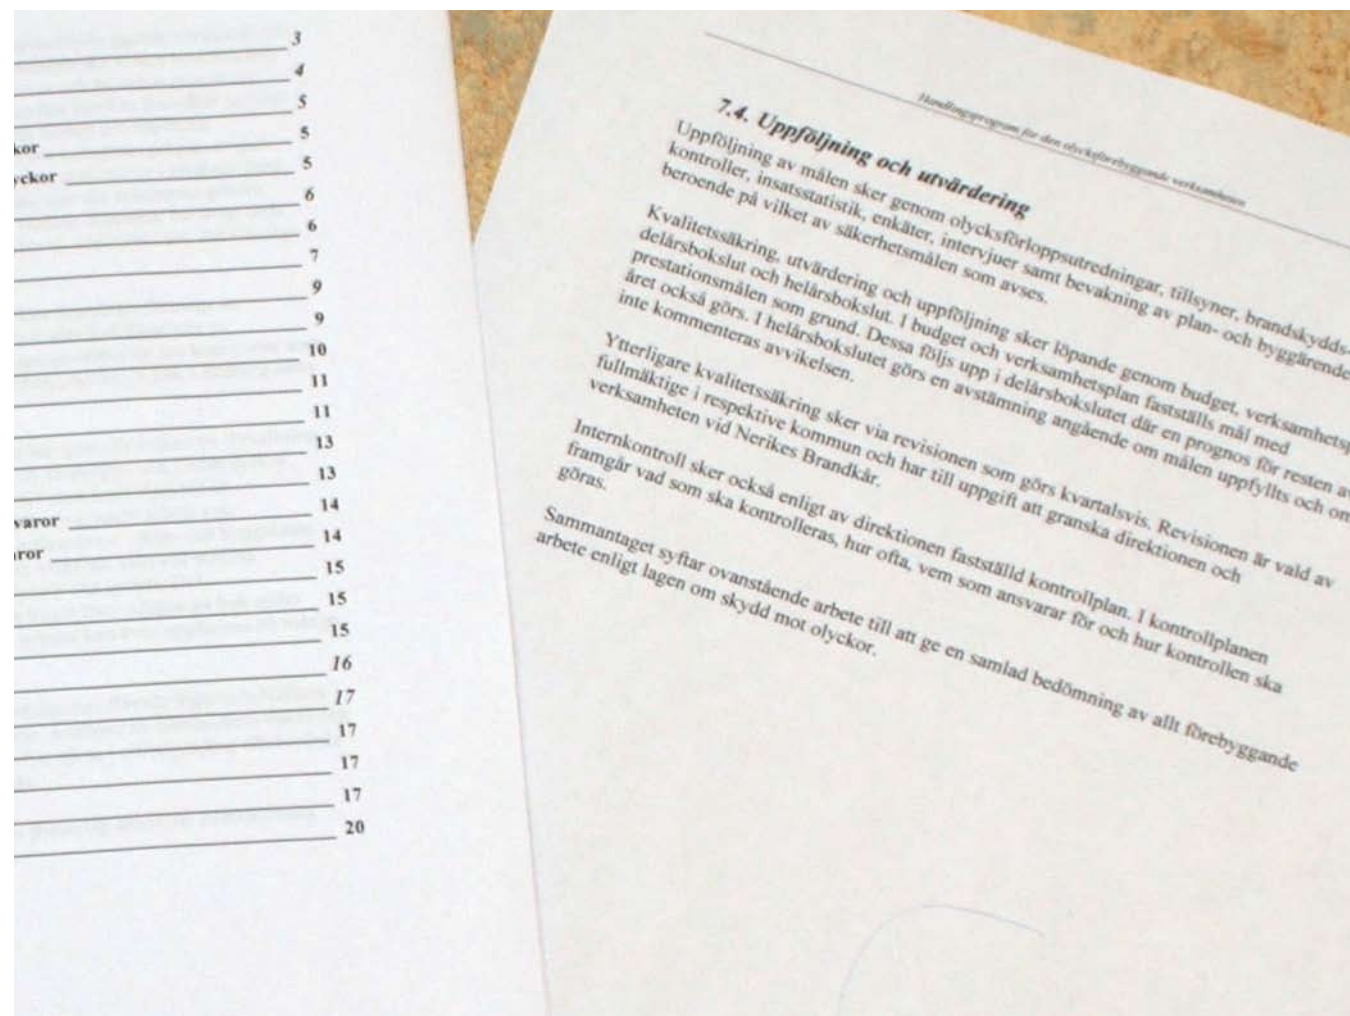 3
4
5
kor 5
yckor 5
6
6
7
9
9
10
11
11
13
13
varor 14
aror 14
15
15
15
16
17
17
17
17
20
Handlingsprogram för den olycksförebyggande verksamheten
7.4. Uppföljning och utvärdering
Uppföljning av målen sker genom olycksförloppsutredningar, tillsyner, brandskydds-
kontroller, insatsstatistik, enkäter, intervjuer samt bevakning av plan- och byggärende
beroende på vilket av säkerhetsmålen som avses.
Kvalitetssäkring, utvärdering och uppföljning sker löpande genom budget, verksamhetsp
delårsbokslut och helårsbokslut. I budget och verksamhetsplan fastställs mål med
prestationsmålen som grund. Dessa följs upp i delårsbokslutet där en prognos för resten a
året också görs. I helårsbokslutet görs en avstämning angående om målen uppfyllts och om
inte kommenteras avvikelsen.
Ytterligare kvalitetssäkring sker via revisionen som görs kvartalsvis. Revisionen är vald av
fullmäktige i respektive kommun och har till uppgift att granska direktionen och
verksamheten vid Nerikes Brandkår.
Internkontroll sker också enligt av direktionen fastställd kontrollplan. I kontrollplanen
framgår vad som ska kontrolleras, hur ofta, vem som ansvarar för och hur kontrollen ska
göras.
Sammantaget syftar ovanstående arbete till att ge en samlad bedömning av allt förebyggande
arbete enligt lagen om skydd mot olyckor.